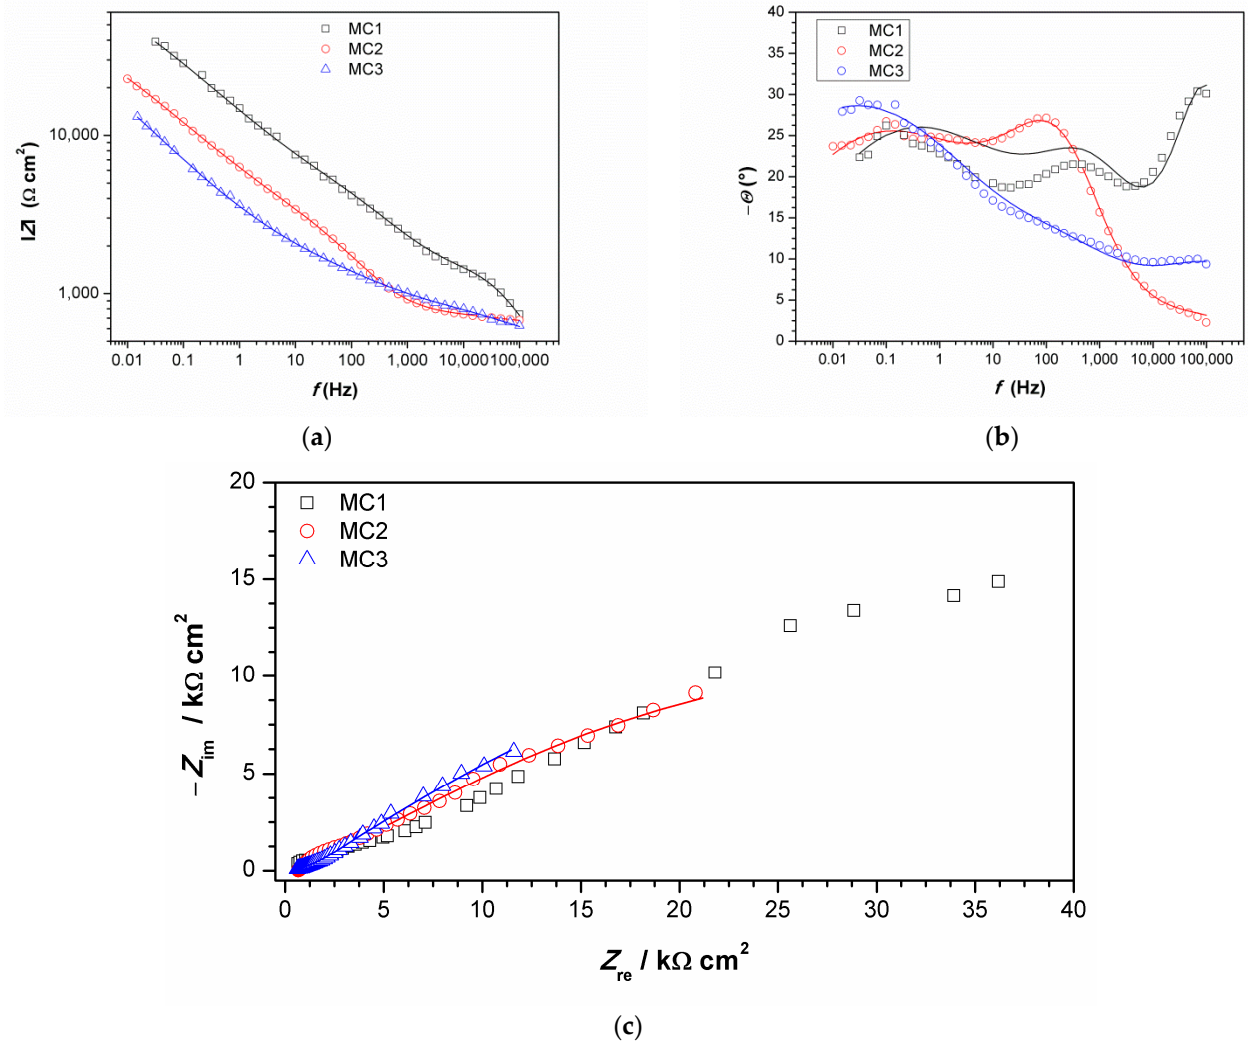 MC1
MC2
MC3
10,000
1,000
|Z| (Ω cm²)
0.01 0.1 1 10 100 1,000 10,000 100,000
f (Hz)
(a)
MC1
MC2
MC3
40
35
30
25
20
15
10
5
0
−Θ (°)
0.01 0.1 1 10 100 1,000 10,000 100,000
f (Hz)
(b)
MC1
MC2
MC3
20
15
10
5
0
−Zim / kΩ cm²
0 5 10 15 20 25 30 35 40
Zre / kΩ cm²
(c)